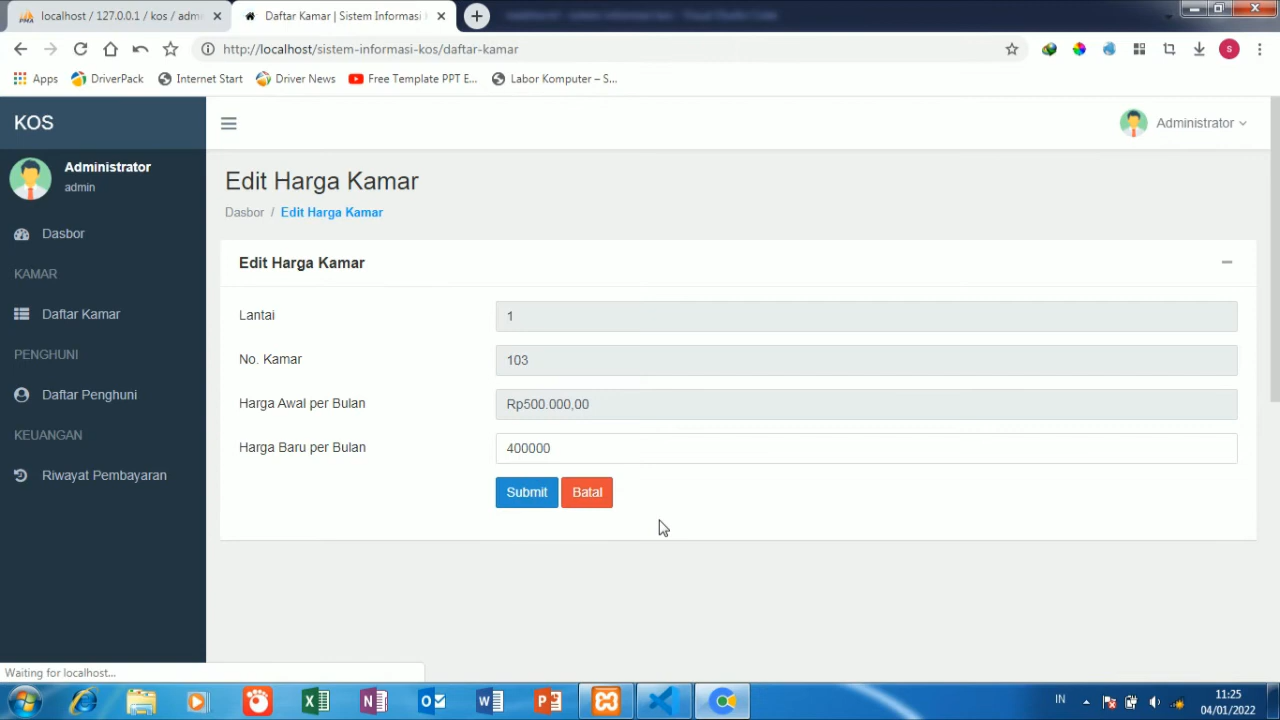 localhost / 127.0.0.1 / kos / adm
Daftar Kamar | Sistem Informasi
http://localhost/sistem-informasi-kos/daftar-kamar
S
Apps DriverPack Internet Start Driver News Free Template PPT E... Labor Komputer – S...
KOS
Administrator
Administrator
admin
Edit Harga Kamar
Dasbor / Edit Harga Kamar
Dasbor
KAMAR
Daftar Kamar
PENGHUNI
Daftar Penghuni
KEUANGAN
Riwayat Pembayaran
Edit Harga Kamar
Lantai 1
No. Kamar 103
Harga Awal per Bulan Rp500.000,00
Harga Baru per Bulan 400000
Submit Batal
Waiting for localhost...
IN
11:25
04/01/2022